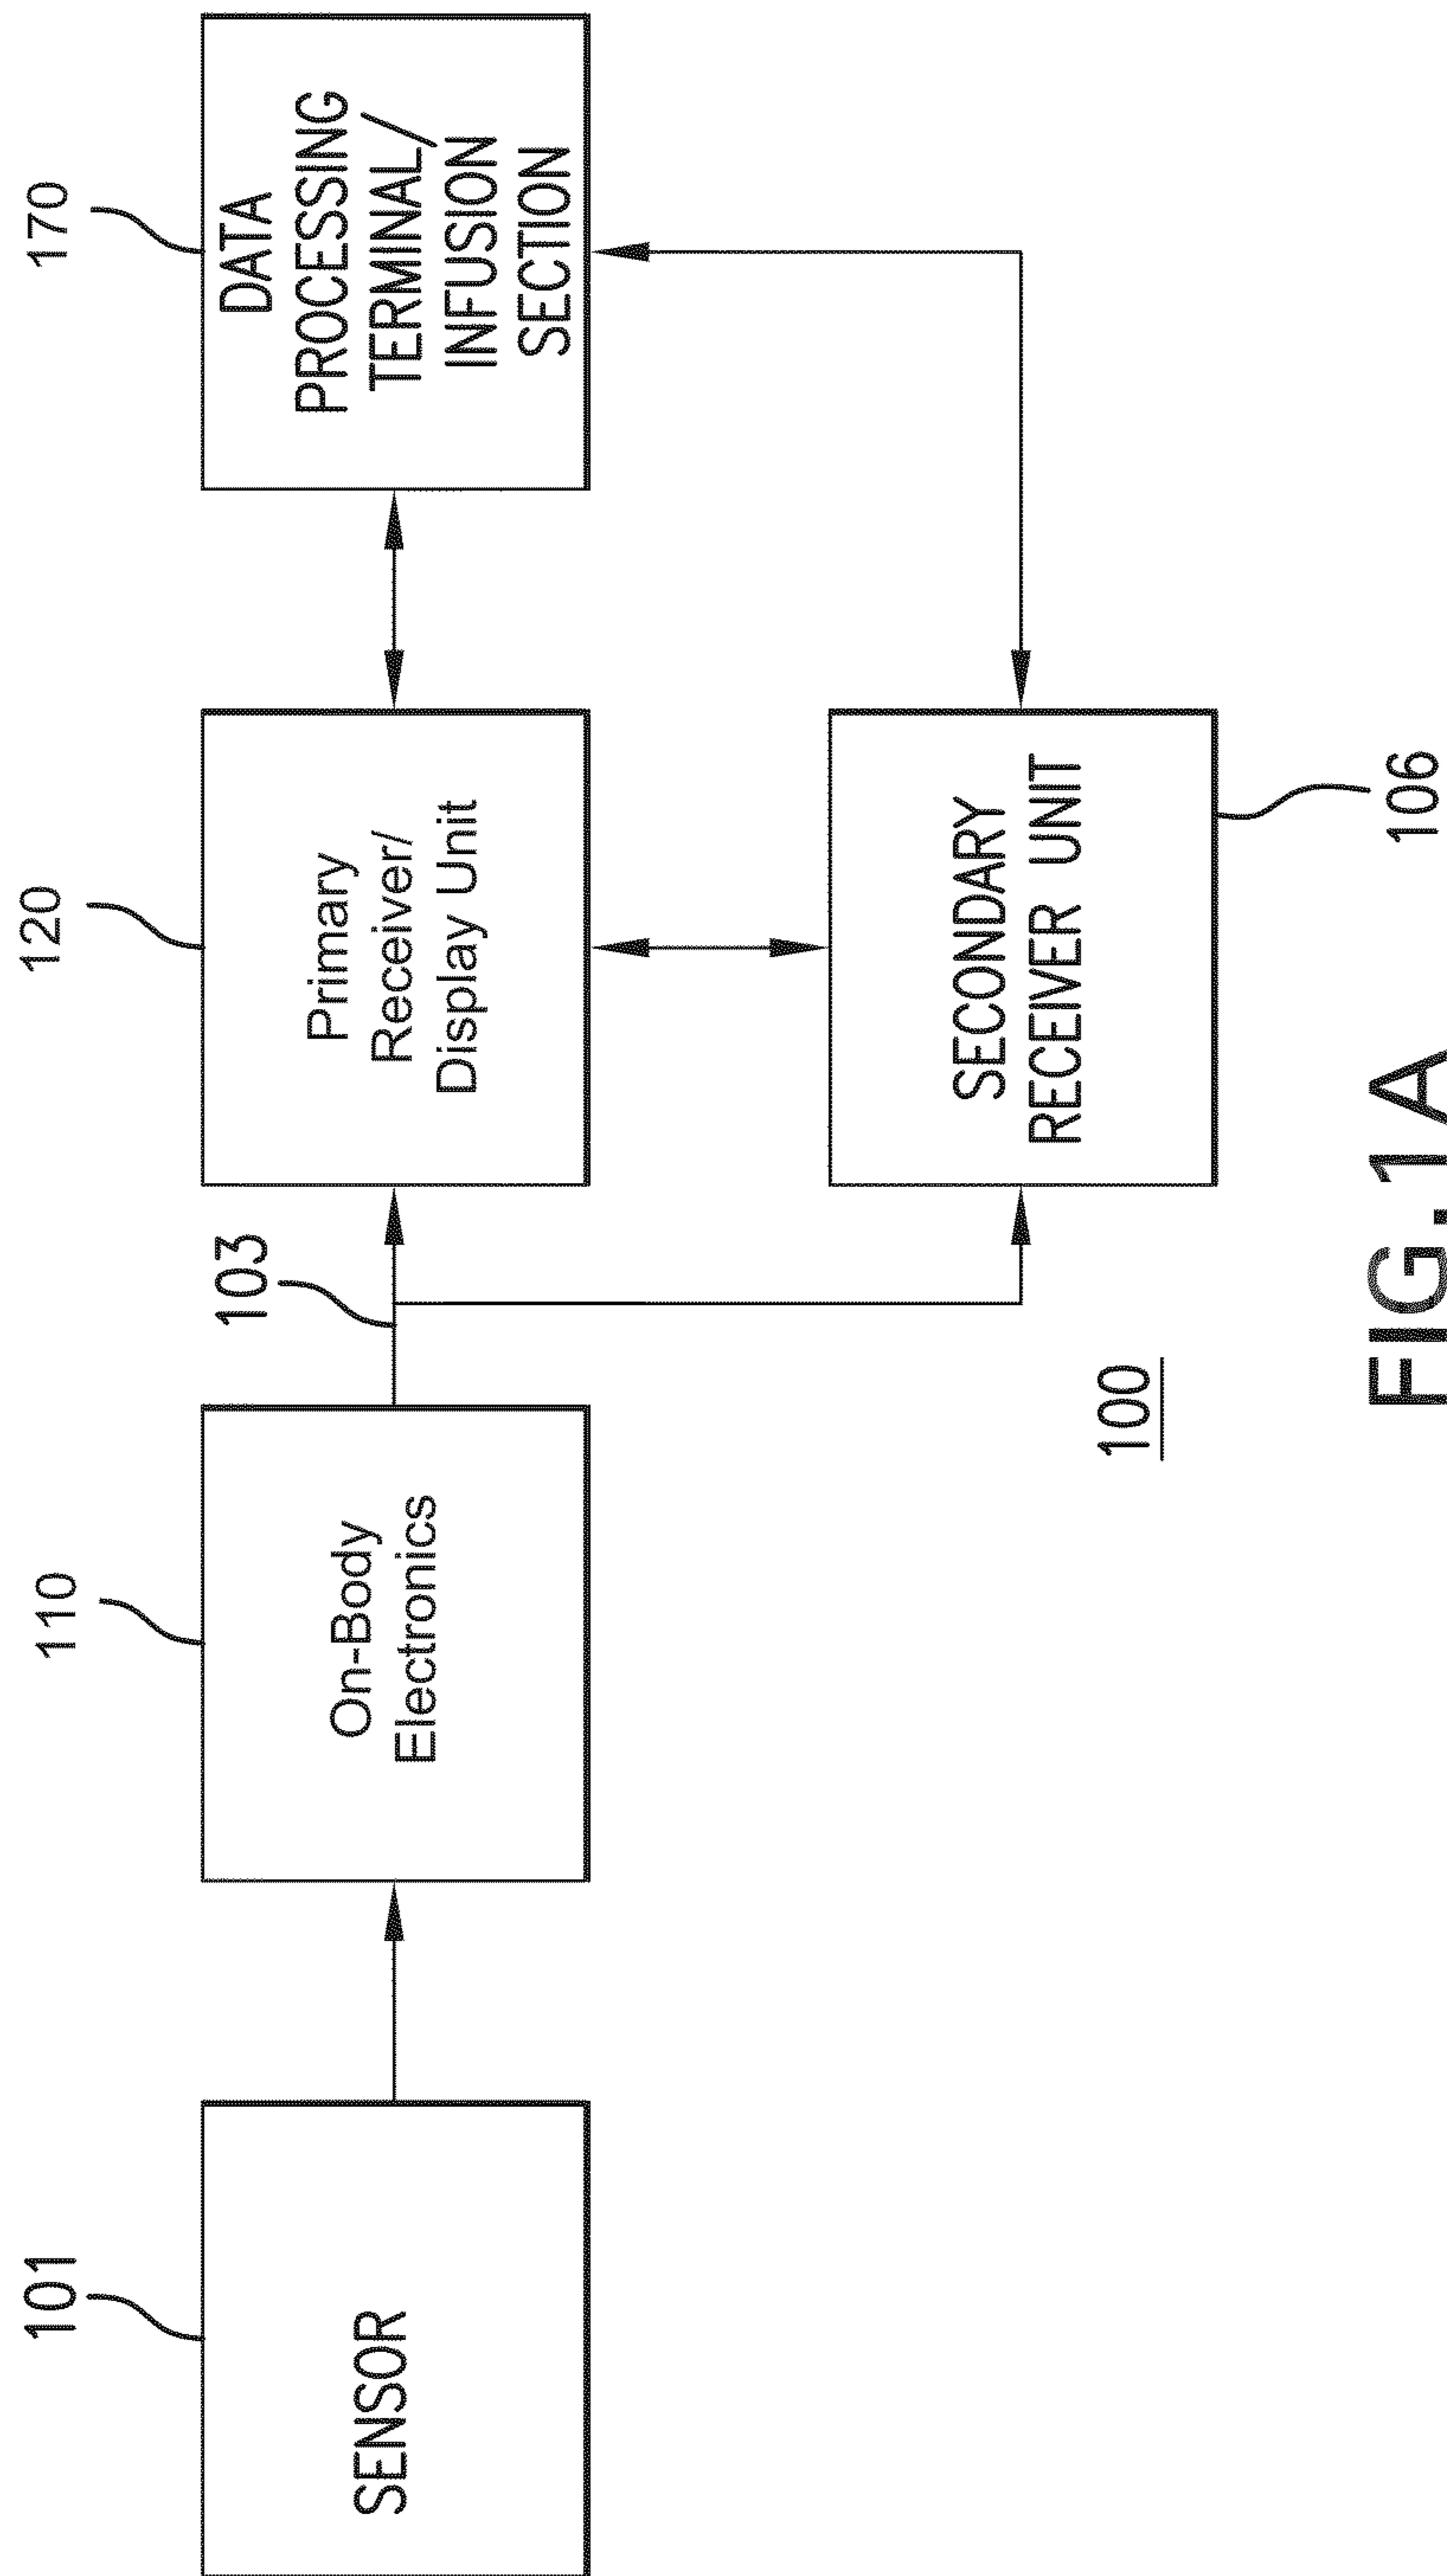 101
110
120
170
SENSOR
On-Body
Electronics
103
Primary
Receiver/
Display Unit
DATA
PROCESSING
TERMINAL/
INFUSION
SECTION
SECONDARY
RECEIVER UNIT
106
100
FIG.1A